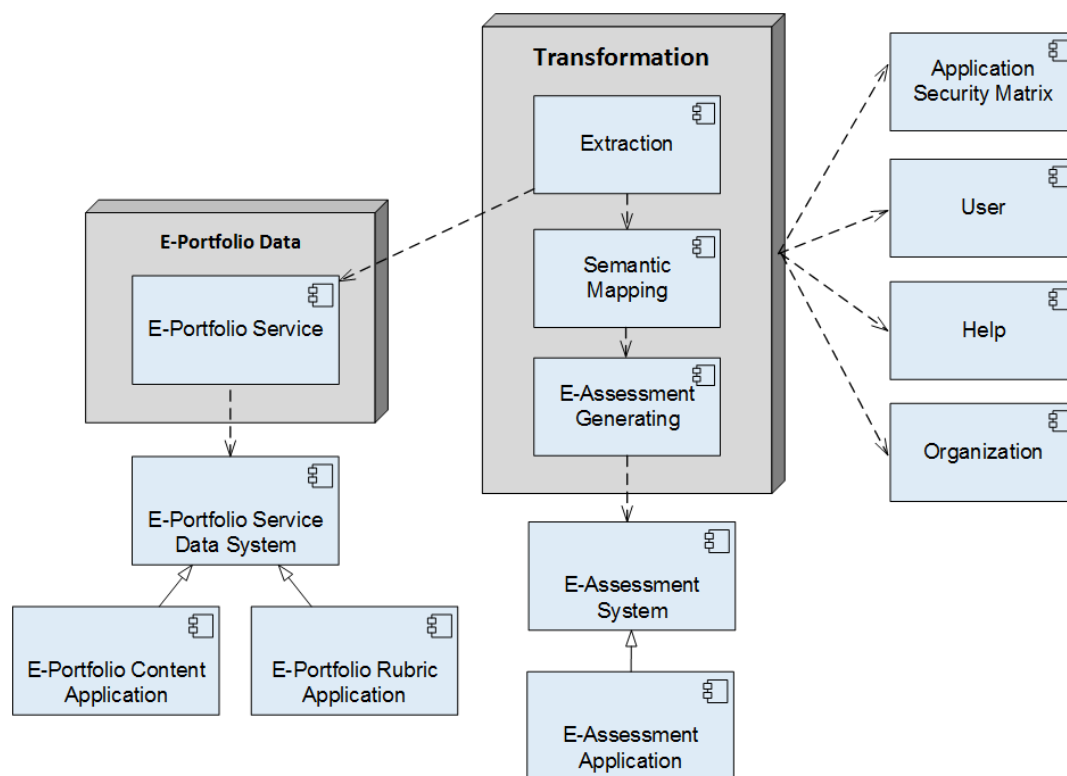 Transformation
Extraction
Semantic
Mapping
E-Assessment
Generating
Application
Security Matrix
User
Help
Organization
E-Portfolio Data
E-Portfolio Service
E-Portfolio Service
Data System
E-Portfolio Content
Application
E-Portfolio Rubric
Application
E-Assessment
System
E-Assessment
Application